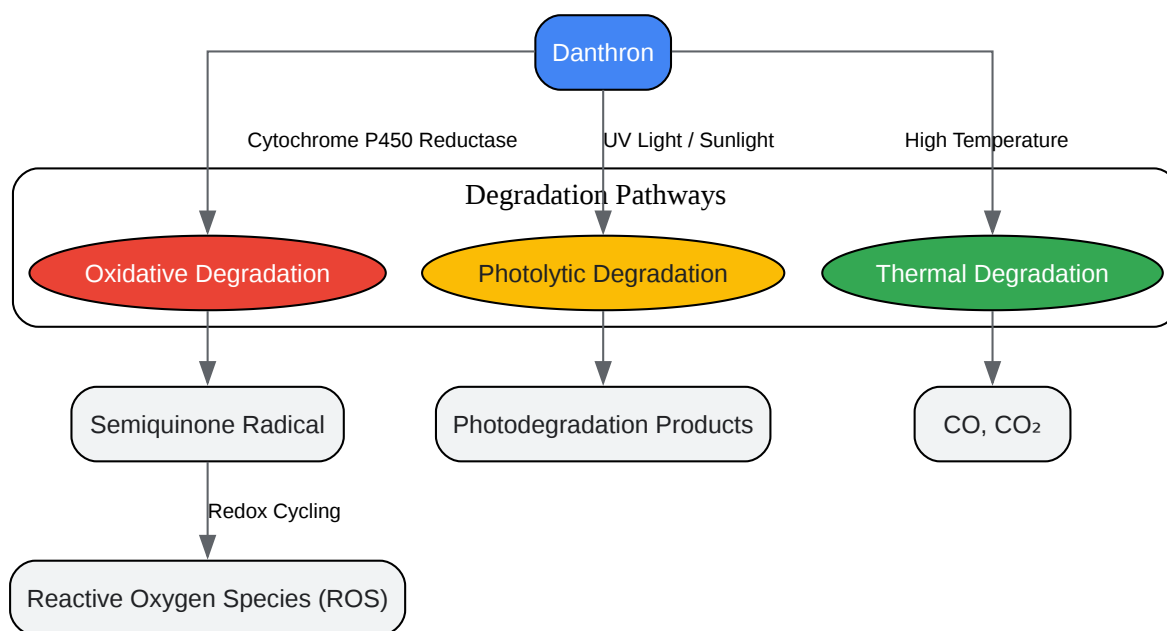 Danthron
Cytochrome P450 Reductase
UV Light / Sunlight
High Temperature
Degradation Pathways
Oxidative Degradation
Photolytic Degradation
Thermal Degradation
Semiquinone Radical
Photodegradation Products
CO, CO₂
Redox Cycling
Reactive Oxygen Species (ROS)